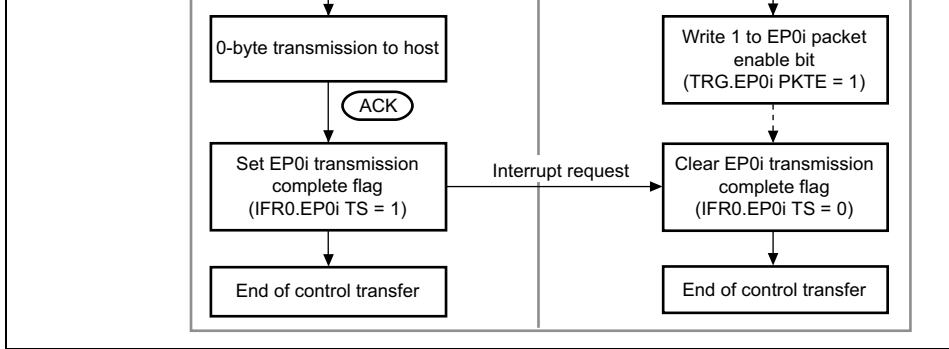 0-byte transmission to host
ACK
Set EP0i transmission
complete flag
(IFR0.EP0i TS = 1)
End of control transfer
Interrupt request
Write 1 to EP0i packet
enable bit
(TRG.EP0i PKTE = 1)
Clear EP0i transmission
complete flag
(IFR0.EP0i TS = 0)
End of control transfer